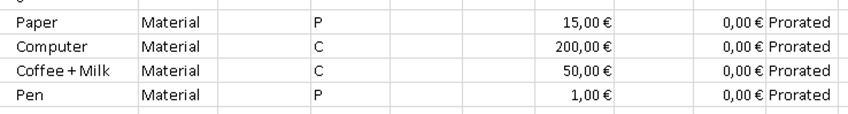 Paper Material P 15,00 € 0,00 € Prorated
Computer Material C 200,00 € 0,00 € Prorated
Coffee + Milk Material C 50,00 € 0,00 € Prorated
Pen Material P 1,00 € 0,00 € Prorated